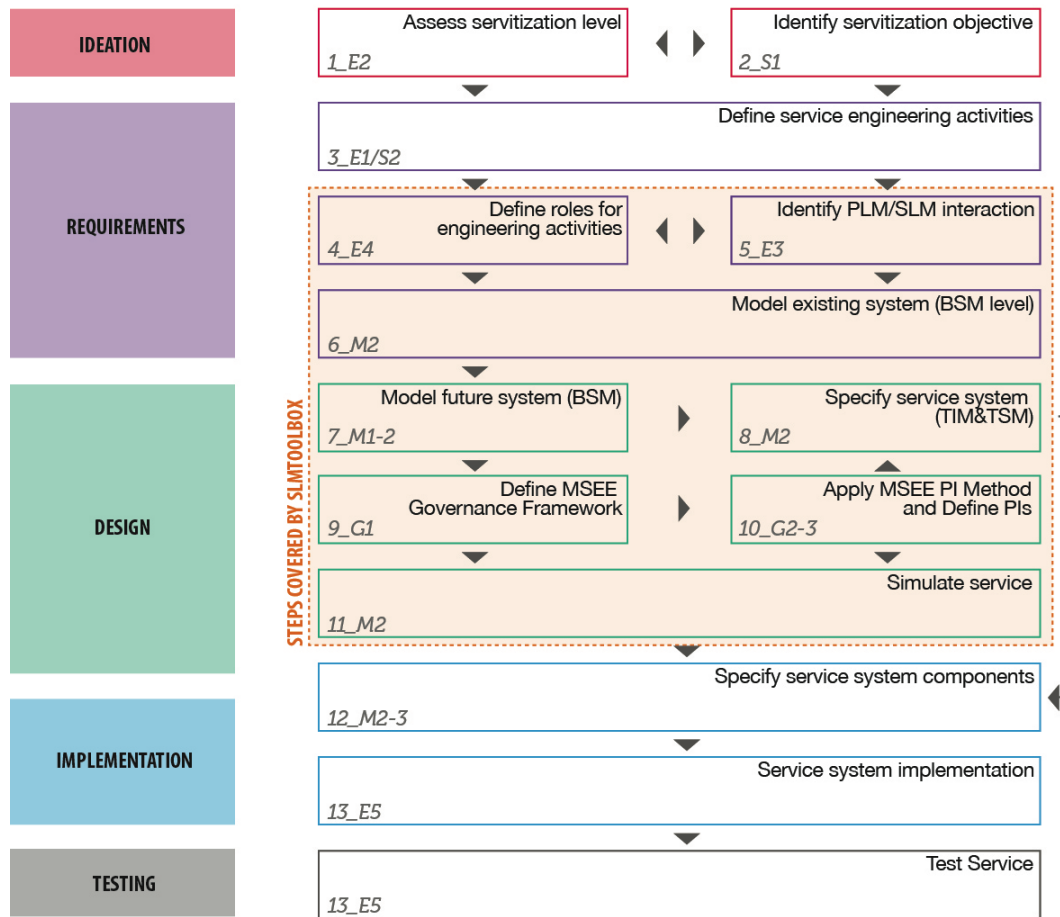 IDEATION
Assess servitization level
1_E2
Identify servitization objective
2_S1
REQUIREMENTS
Define service engineering activities
3_E1/S2
Define roles for
engineering activities
4_E4
Identify PLM/SLM interaction
5_E3
Model existing system (BSM level)
6_M2
STEPS COVERED BY SLMTOOLBOX
DESIGN
Model future system (BSM)
7_M1-2
Specify service system
(TIM&TSM)
8_M2
Define MSEE
Governance Framework
9_G1
Apply MSEE PI Method
and Define PIs
10_G2-3
Simulate service
11_M2
IMPLEMENTATION
Specify service system components
12_M2-3
Service system implementation
13_E5
TESTING
Test Service
13_E5